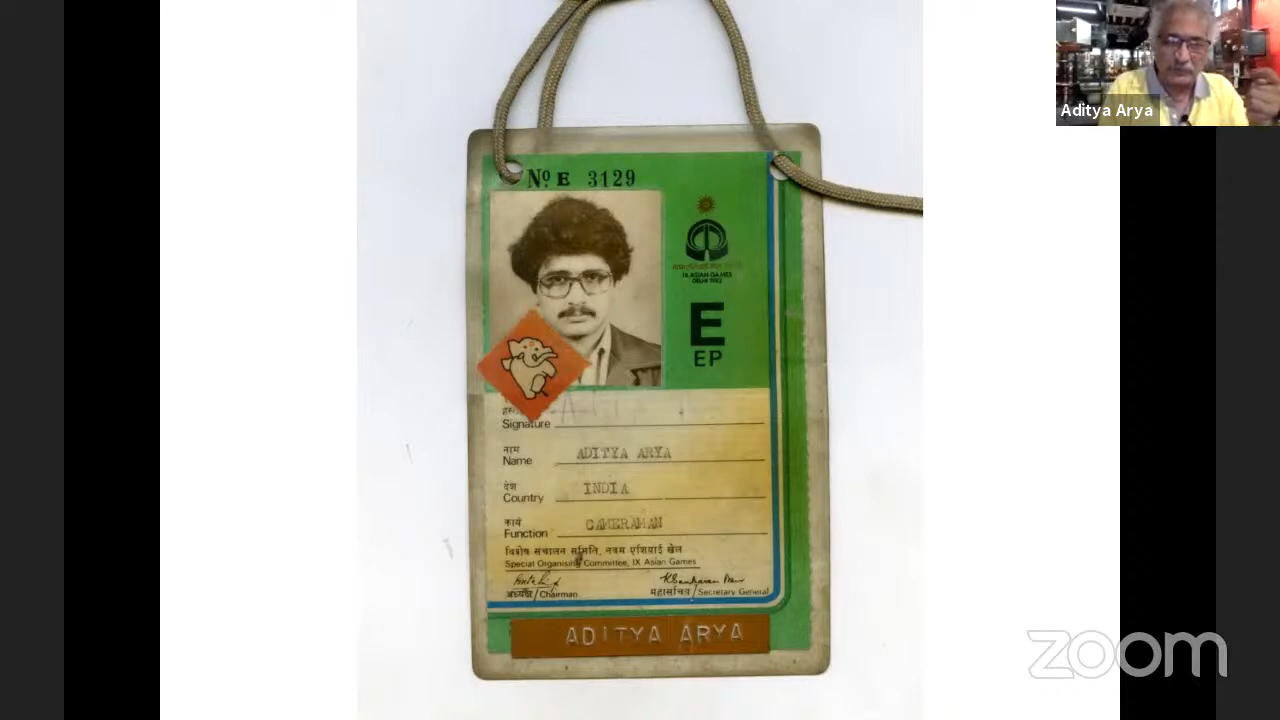 Aditya Arya
Nº E 3129
IX ASIAN GAMES
DELHI 1982
E
EP
Signature
नाम
Name ADITYA ARYA
देश
Country INDIA
कार्य
Function CAMERAMAN
विशेष संचालन समिति, नवम एशियाई खेल
Special Organising Committee, IX Asian Games
अध्यक्ष/Chairman महासचिव/Secretary General
ADITYA ARYA
zoom